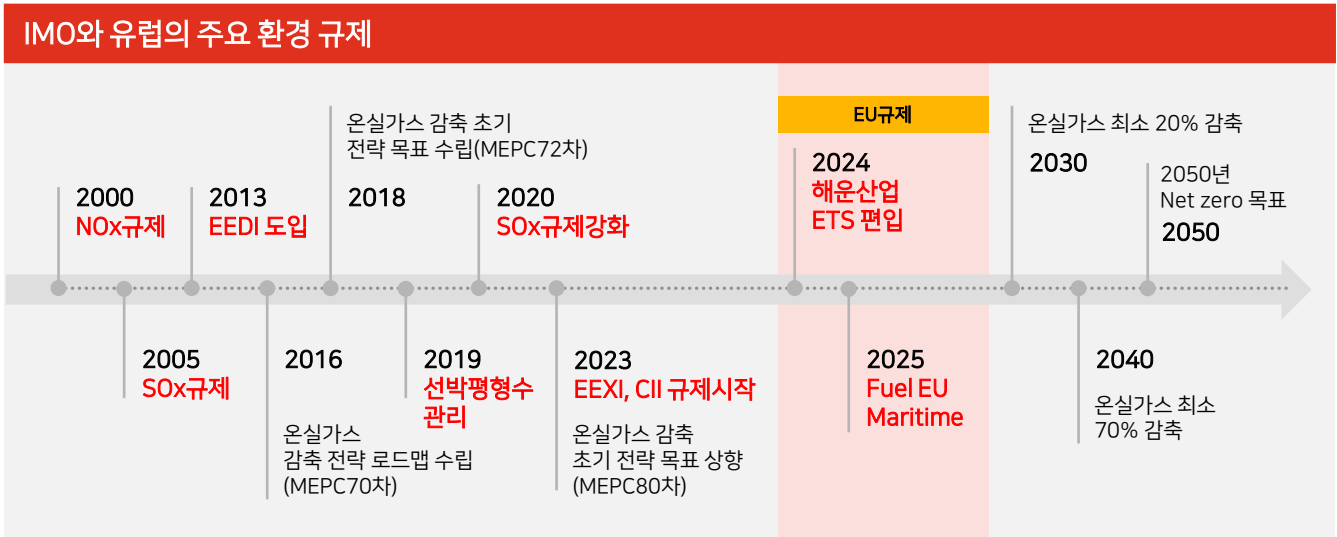 IMO와 유럽의 주요 환경 규제
2000
NOx규제
2005
SOx규제
2013
EEDI 도입
2016
온실가스
감축 전략 로드맵 수립
(MEPC70차)
온실가스 감축 초기
전략 목표 수립(MEPC72차)
2018
2019
선박평형수
관리
2020
SOx규제강화
2023
EEXI, CII 규제시작
온실가스 감축
초기 전략 목표 상향
(MEPC80차)
EU규제
2024
해운산업
ETS 편입
2025
Fuel EU
Maritime
온실가스 최소 20% 감축
2030
2040
온실가스 최소
70% 감축
2050년
Net zero 목표
2050